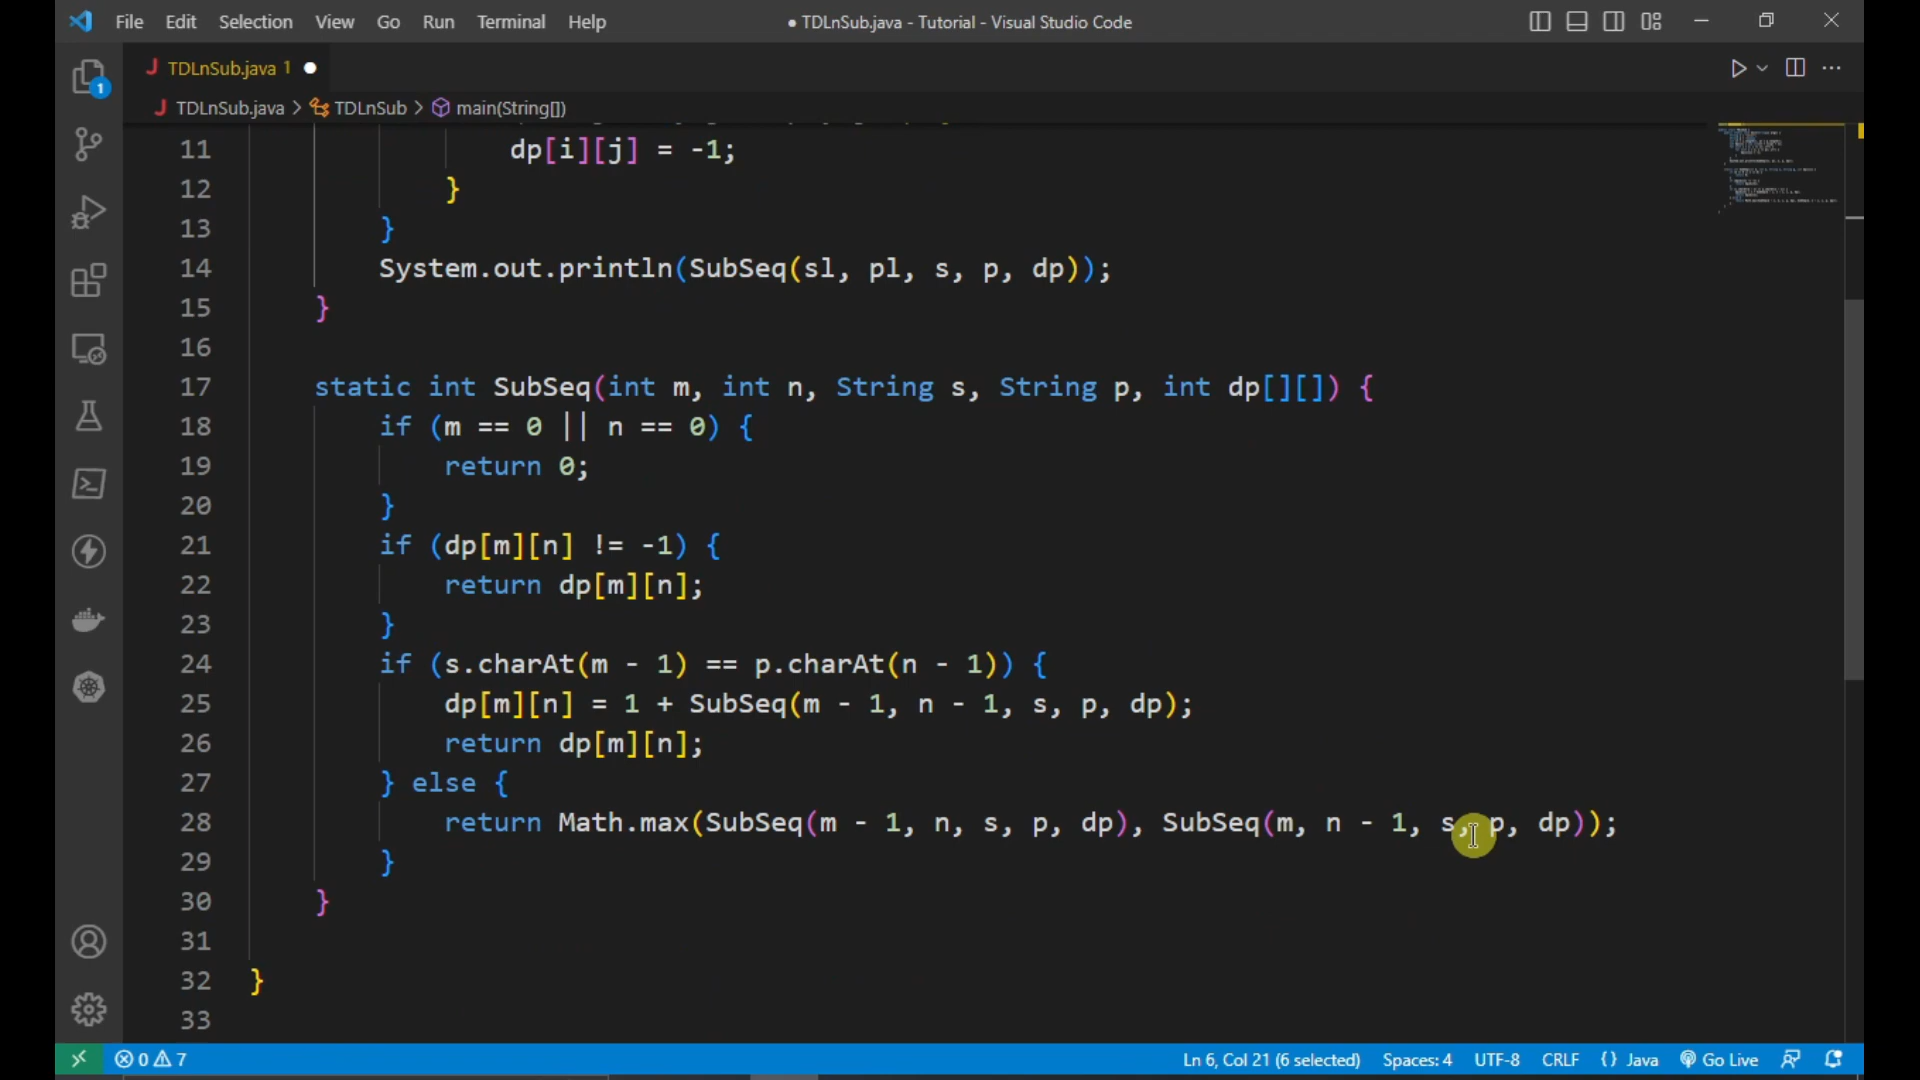 File Edit Selection View Go Run Terminal Help ● TDLnSub.java - Tutorial - Visual Studio Code
J TDLnSub.java 1 ●
1
J TDLnSub.java > TDLnSub > main(String[])
11 dp[i][j] = -1;
12 }
13 }
14 System.out.println(SubSeq(sl, pl, s, p, dp));
15 }
16
17 static int SubSeq(int m, int n, String s, String p, int dp[][]) {
18 if (m == 0 || n == 0) {
19 return 0;
20 }
21 if (dp[m][n] != -1) {
22 return dp[m][n];
23 }
24 if (s.charAt(m - 1) == p.charAt(n - 1)) {
25 dp[m][n] = 1 + SubSeq(m - 1, n - 1, s, p, dp);
26 return dp[m][n];
27 } else {
28 return Math.max(SubSeq(m - 1, n, s, p, dp), SubSeq(m, n - 1, s, p, dp));
29 }
30 }
31
32 }
33
0 7 Ln 6, Col 21 (6 selected) Spaces: 4 UTF-8 CRLF {} Java Go Live